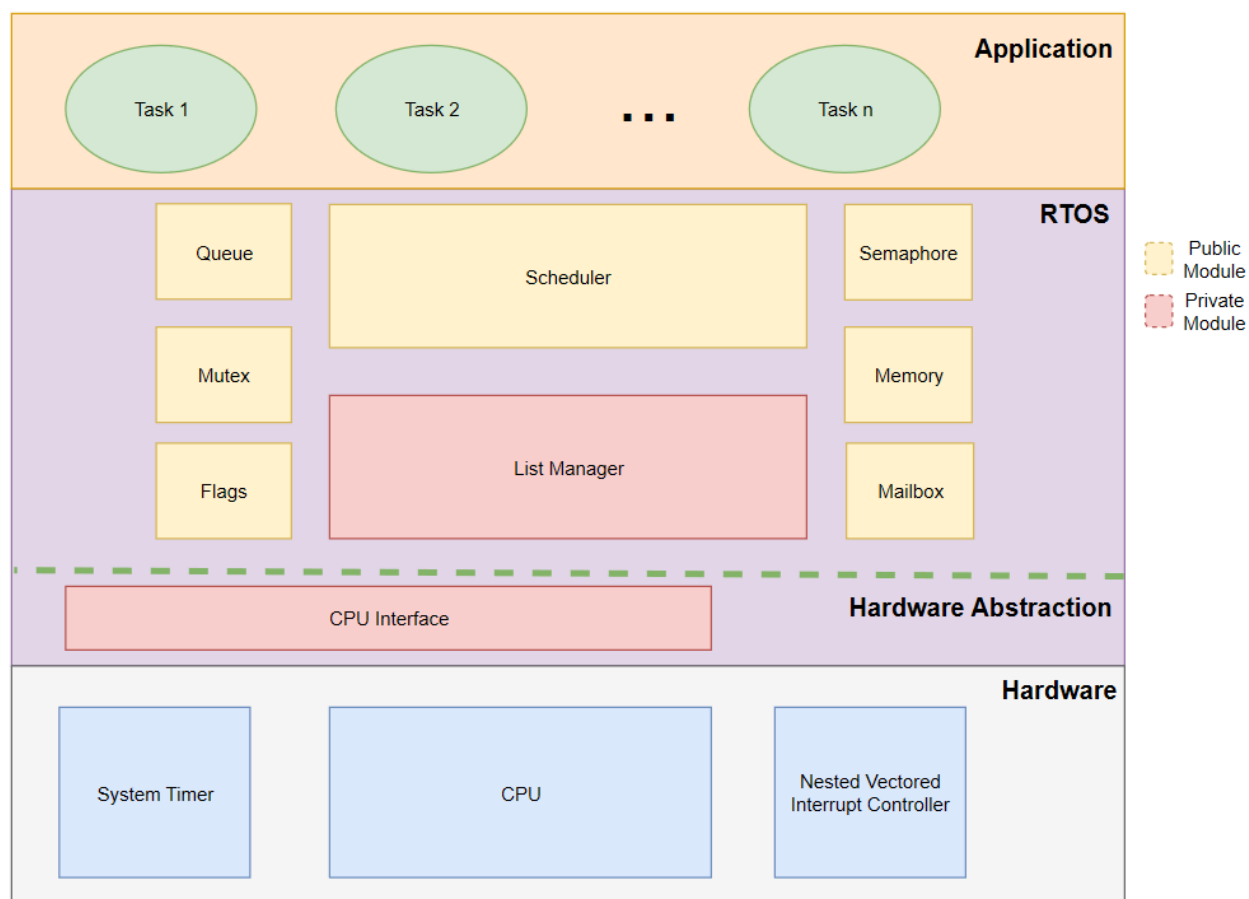 Application
Task 1
Task 2
...
Task n
RTOS
Queue
Scheduler
Semaphore
Public
Module
Private
Module
Mutex
Memory
List Manager
Flags
Mailbox
Hardware Abstraction
CPU Interface
Hardware
System Timer
CPU
Nested Vectored
Interrupt Controller